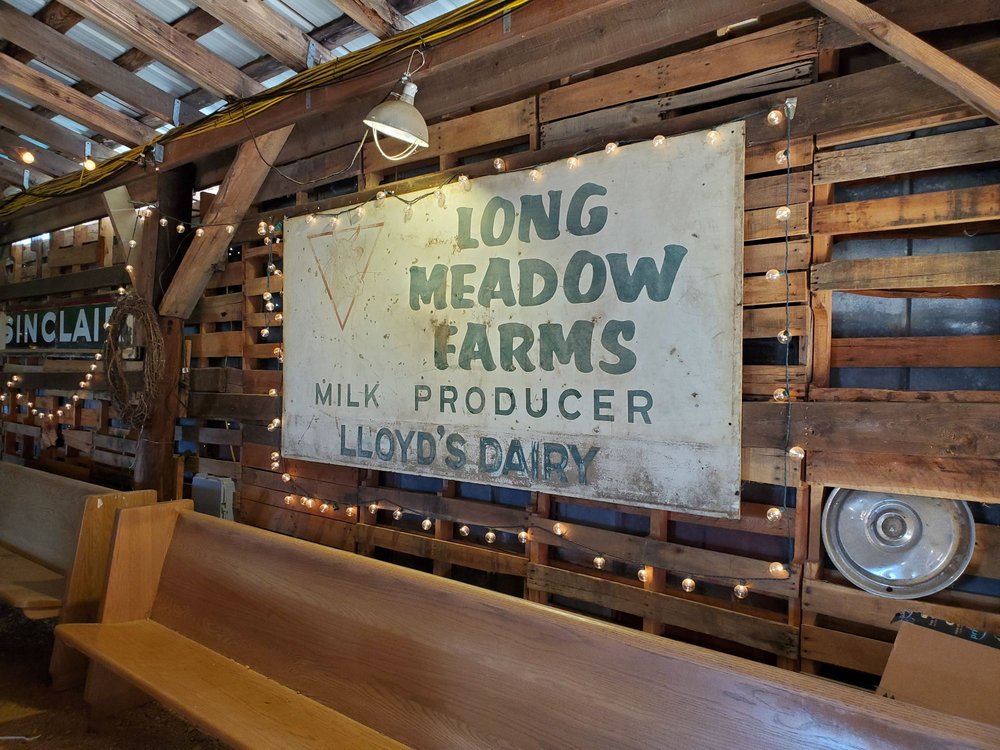 SINCLAIR
LONG
MEADOW
FARMS
MILK PRODUCER
LLOYD'S DAIRY